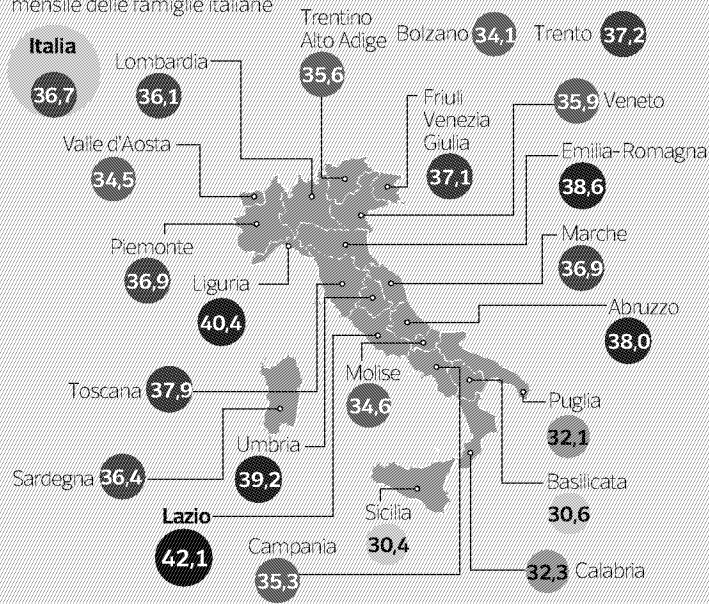 mensile delle famiglie italiane
Italia
36,7
Lombardia
36,1
Trentino
Alto Adige
35,6
Bolzano 34,1
Trento 37,2
Friuli
Venezia
Giulia
37,1
35,9 Veneto
Valle d'Aosta
34,5
Emilia-Romagna
38,6
Piemonte
36,9
Liguria
40,4
Marche
36,9
Abruzzo
38,0
Toscana 37,9
Molise
34,6
Puglia
32,1
Umbria
39,2
Sardegna 36,4
Basilicata
30,6
Lazio
42,1
Sicilia
30,4
Campania
35,3
32,3 Calabria